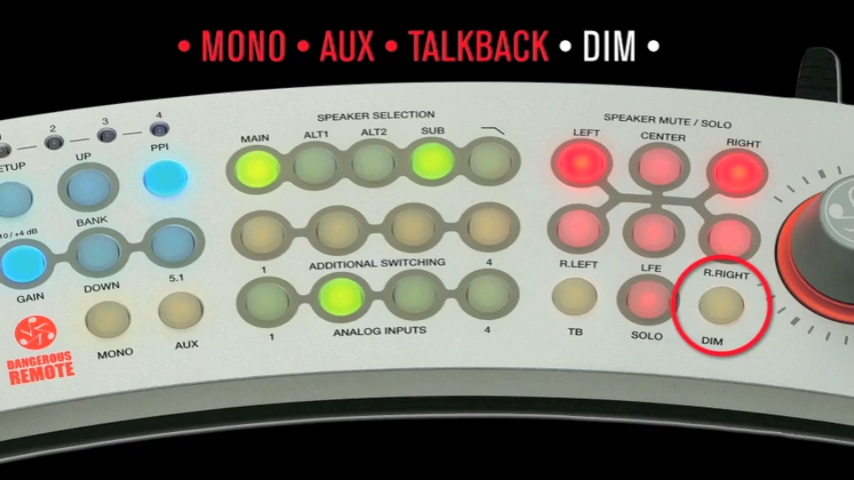 • MONO • AUX • TALKBACK • DIM •
2 3 4
UP PPI
BANK
GAIN DOWN 5.1
MONO AUX
DANGEROUS
REMOTE
SPEAKER SELECTION
MAIN ALT1 ALT2 SUB
1 ADDITIONAL SWITCHING 4
1 ANALOG INPUTS 4
SPEAKER MUTE / SOLO
LEFT CENTER RIGHT
R.LEFT LFE R.RIGHT
TB SOLO DIM